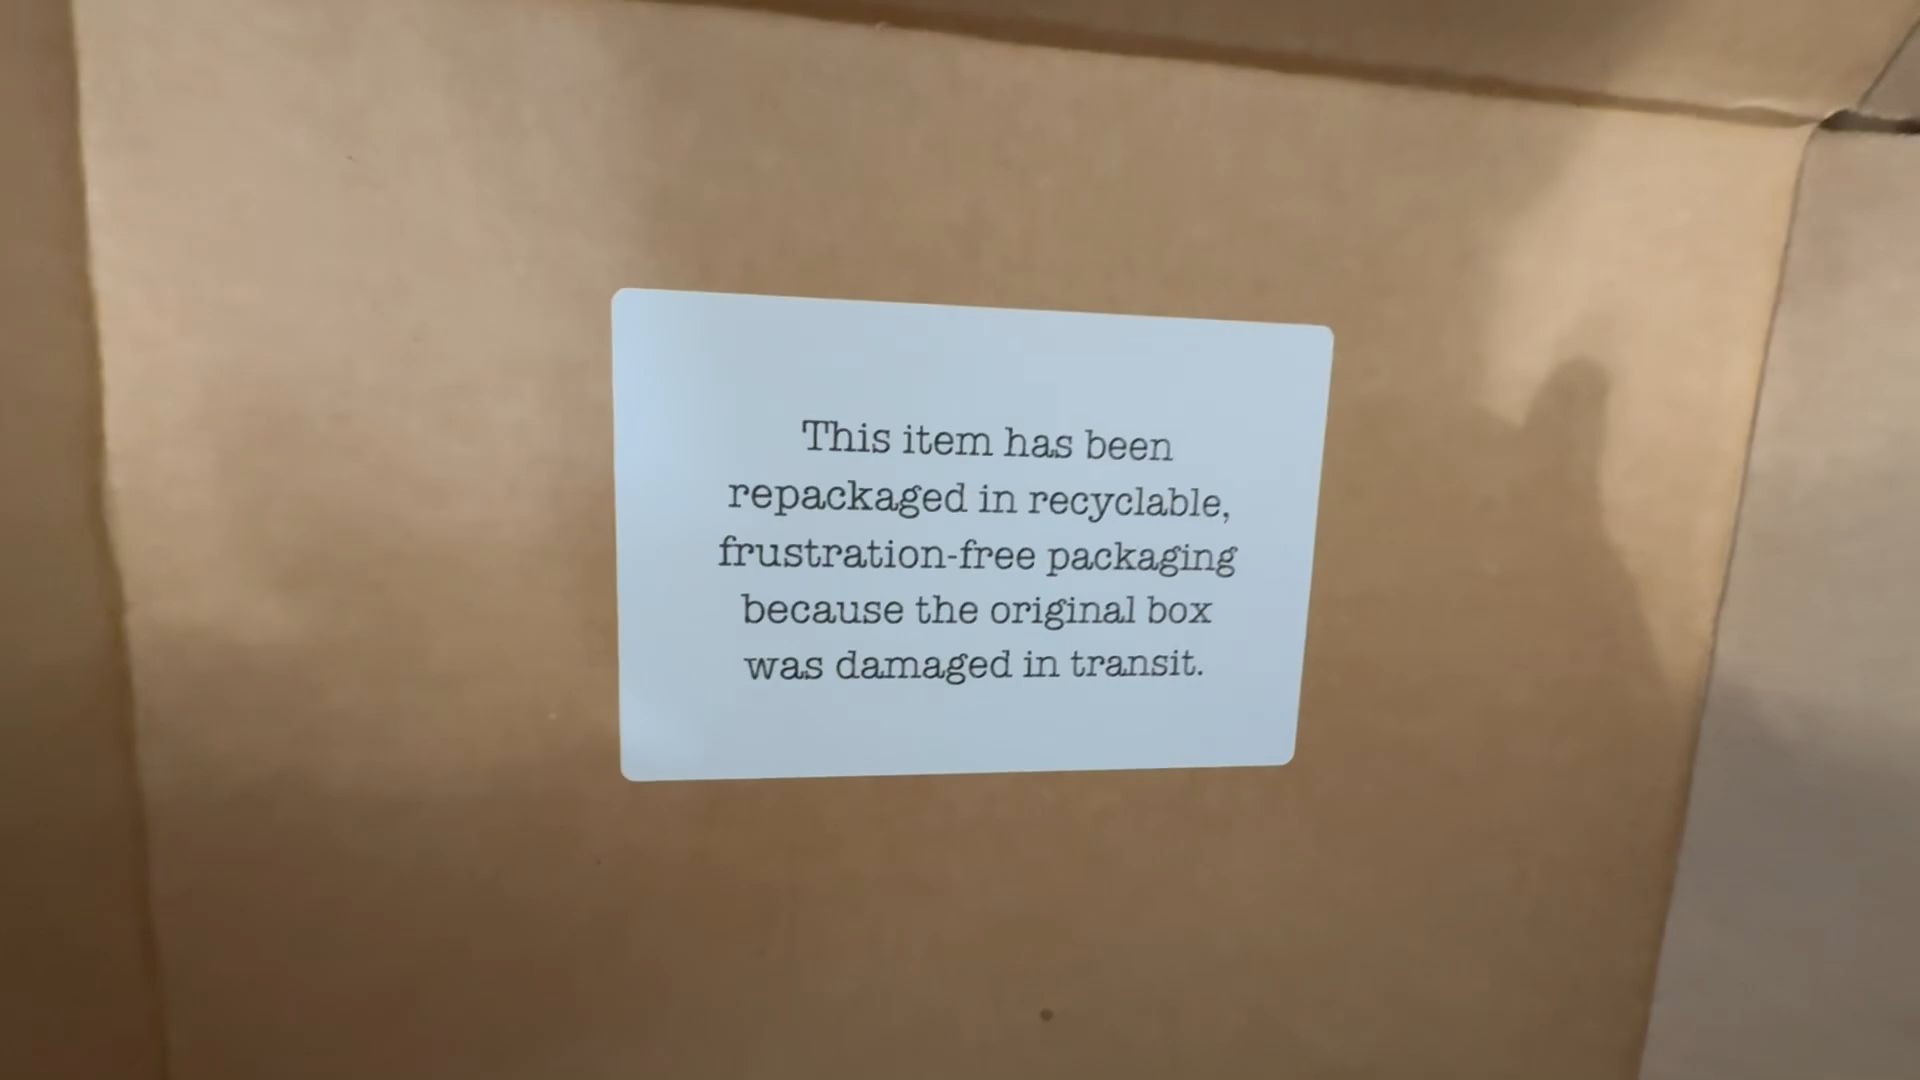 This item has been
repackaged in recyclable,
frustration-free packaging
because the original box
was damaged in transit.